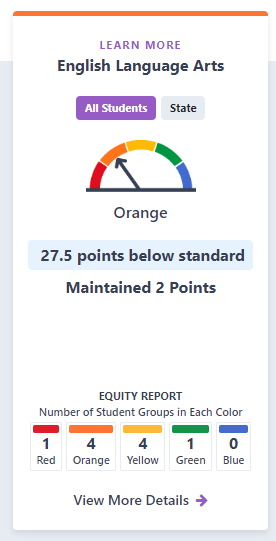 LEARN MORE
English Language Arts
All Students State
Orange
27.5 points below standard
Maintained 2 Points
EQUITY REPORT
Number of Student Groups in Each Color
1 4 4 1 0
Red Orange Yellow Green Blue
View More Details